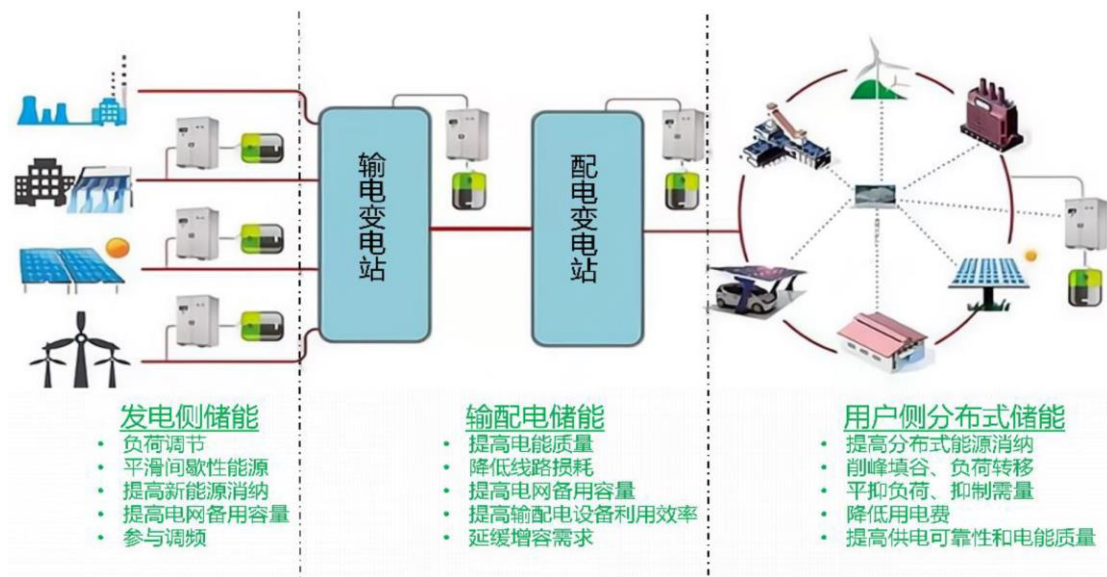 输电变电站
配电变电站
发电侧储能
• 负荷调节
• 平滑间歇性能源
• 提高新能源消纳
• 提高电网备用容量
• 参与调频
输配电储能
• 提高电能质量
• 降低线路损耗
• 提高电网备用容量
• 提高输配电设备利用效率
• 延缓增容需求
用户侧分布式储能
• 提高分布式能源消纳
• 削峰填谷、负荷转移
• 平抑负荷、抑制需量
• 降低用电费
• 提高供电可靠性和电能质量